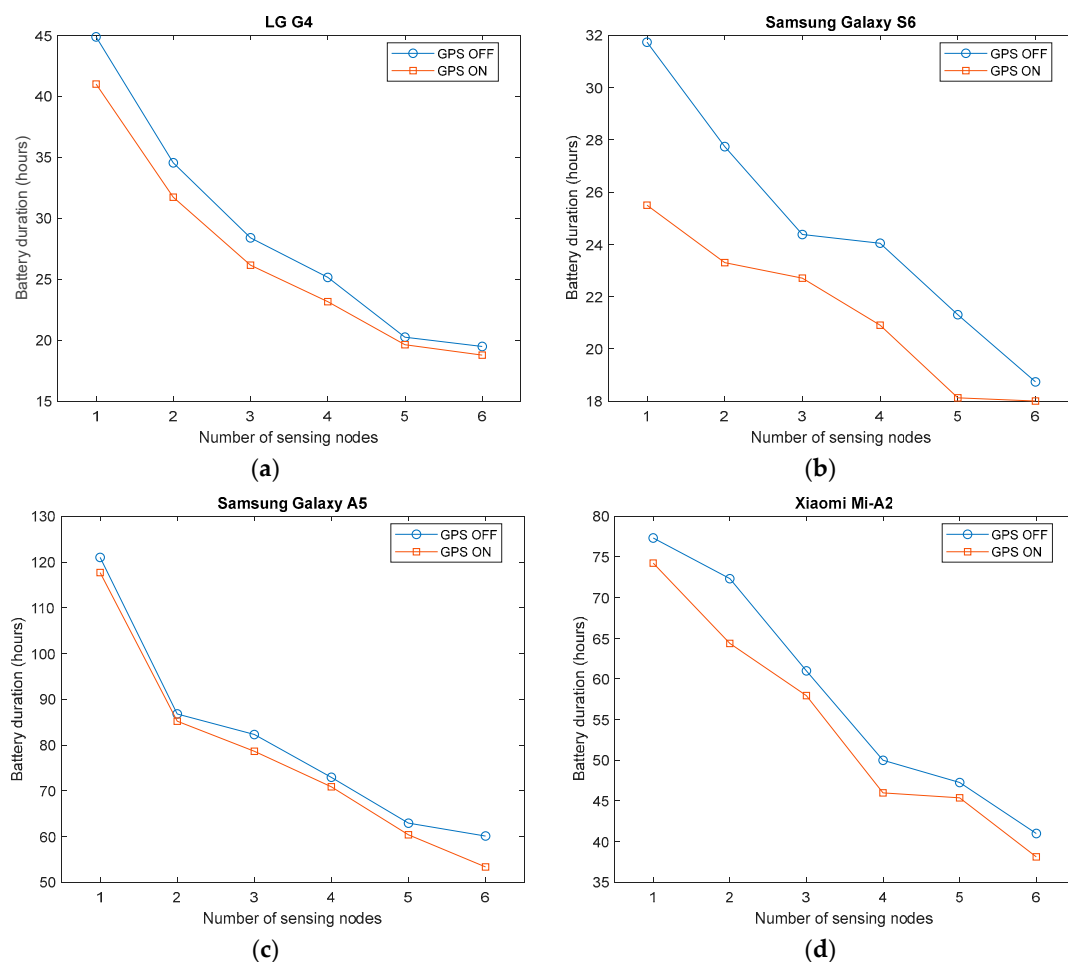 LG G4
45
40
35
30
25
20
15
Battery duration (hours)
GPS OFF
GPS ON
1 2 3 4 5 6
Number of sensing nodes
(a)
Samsung Galaxy S6
32
30
28
26
24
22
20
18
Battery duration (hours)
GPS OFF
GPS ON
1 2 3 4 5 6
Number of sensing nodes
(b)
Samsung Galaxy A5
130
120
110
100
90
80
70
60
50
Battery duration (hours)
GPS OFF
GPS ON
1 2 3 4 5 6
Number of sensing nodes
(c)
Xiaomi Mi-A2
80
75
70
65
60
55
50
45
40
35
Battery duration (hours)
GPS OFF
GPS ON
1 2 3 4 5 6
Number of sensing nodes
(d)